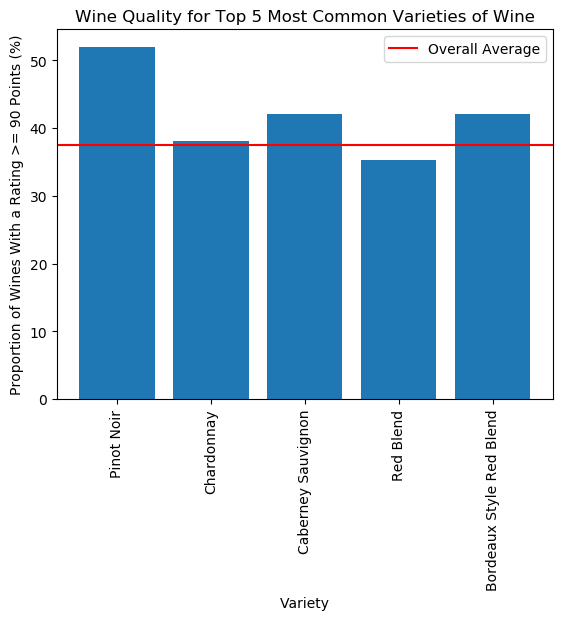 Wine Quality for Top 5 Most Common Varieties of Wine
Overall Average
Proportion of Wines With a Rating >= 90 Points (%)
50
40
30
20
10
0
Pinot Noir
Chardonnay
Caberney Sauvignon
Red Blend
Bordeaux Style Red Blend
Variety